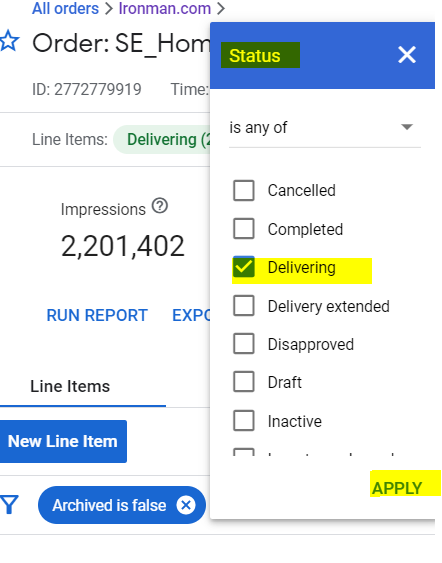 All orders > Ironman.com >
Order: SE_Hom
ID: 2772779919 Time:
Line Items: Delivering (2
Impressions
2,201,402
RUN REPORT EXPO
Line Items
New Line Item
Archived is false
Status
is any of
Cancelled
Completed
Delivering
Delivery extended
Disapproved
Draft
Inactive
APPLY